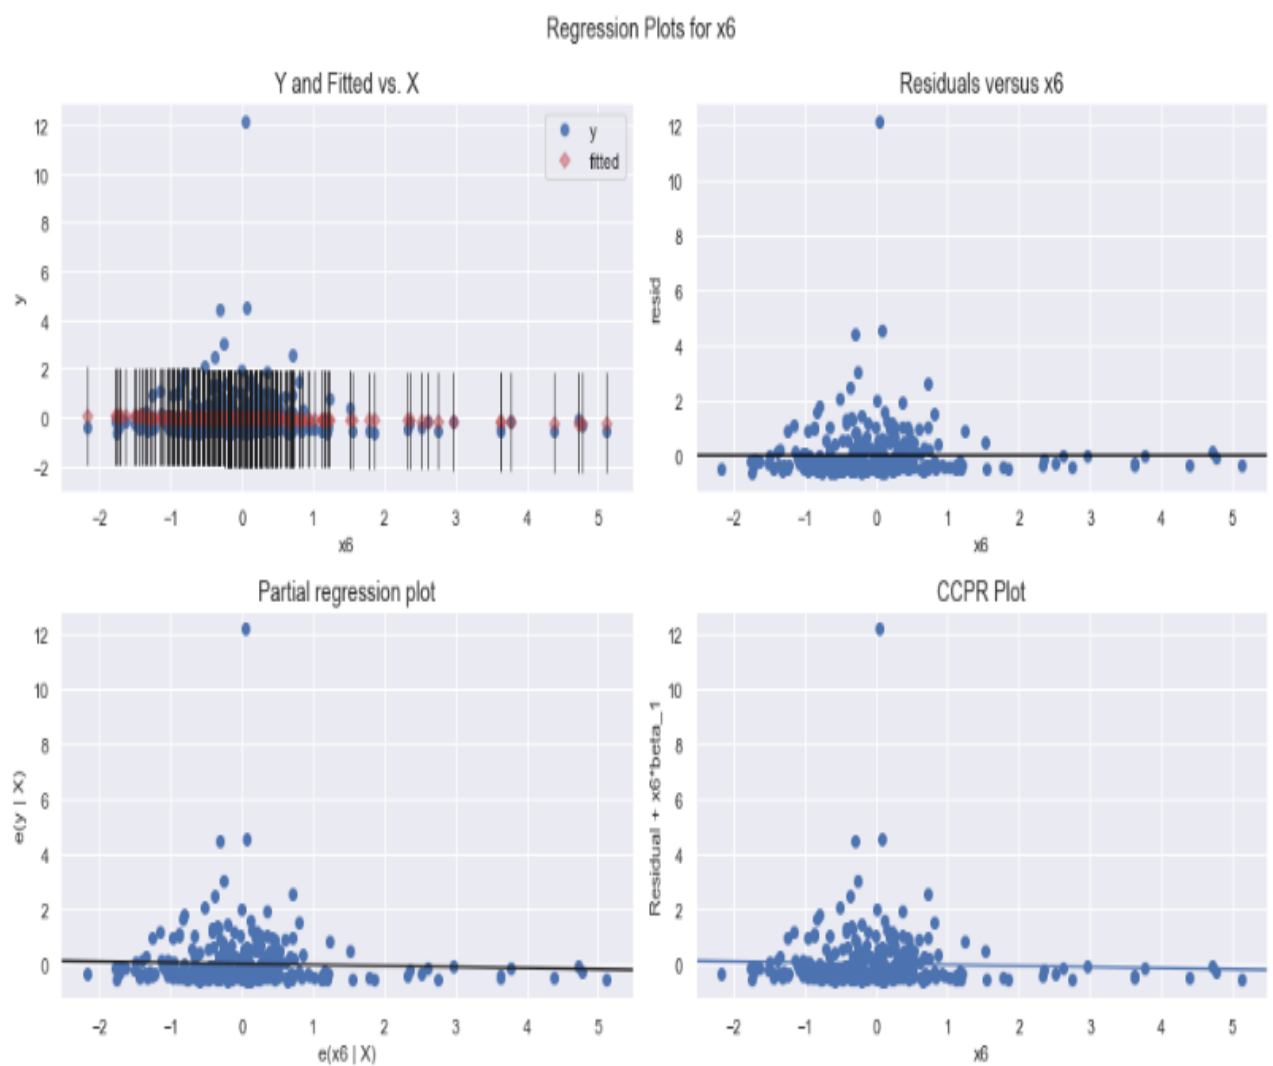 Regression Plots for x6
Y and Fitted vs. X
12
10
8
6
4
2
0
−2
y
y
fitted
−2 −1 0 1 2 3 4 5
x6
Residuals versus x6
12
10
8
6
4
2
0
resid
−2 −1 0 1 2 3 4 5
x6
Partial regression plot
12
10
8
6
4
2
0
e(y | X)
−2 −1 0 1 2 3 4 5
e(x6 | X)
CCPR Plot
12
10
8
6
4
2
0
Residual + x6*beta_1
−2 −1 0 1 2 3 4 5
x6